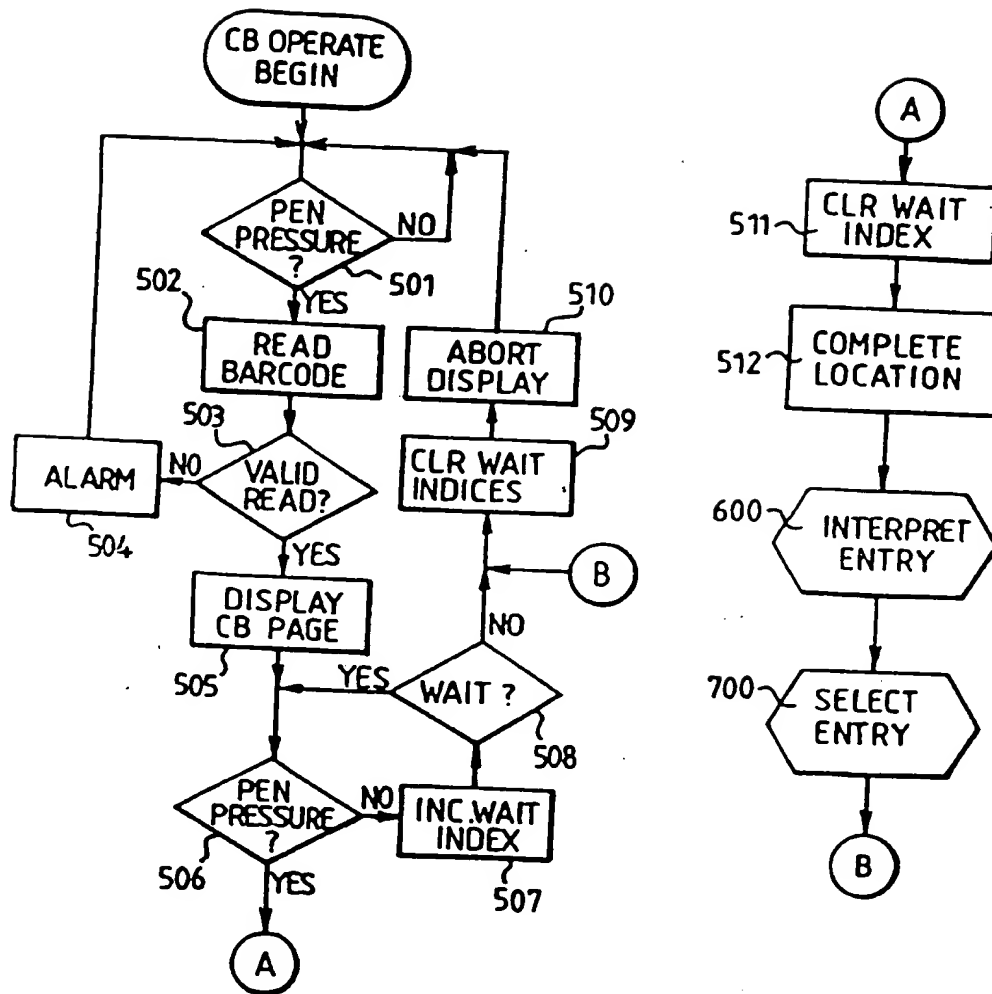 CB OPERATE
BEGIN
PEN
PRESSURE
?
NO
501
YES
502
READ
BARCODE
503
VALID
READ?
NO
ALARM
504
YES
DISPLAY
CB PAGE
505
PEN
PRESSURE
?
506
NO
YES
A
INC.WAIT
INDEX
507
WAIT ?
508
YES
NO
B
CLR WAIT
INDICES
509
ABORT
DISPLAY
510
A
511
CLR WAIT
INDEX
512
COMPLETE
LOCATION
600
INTERPRET
ENTRY
700
SELECT
ENTRY
B